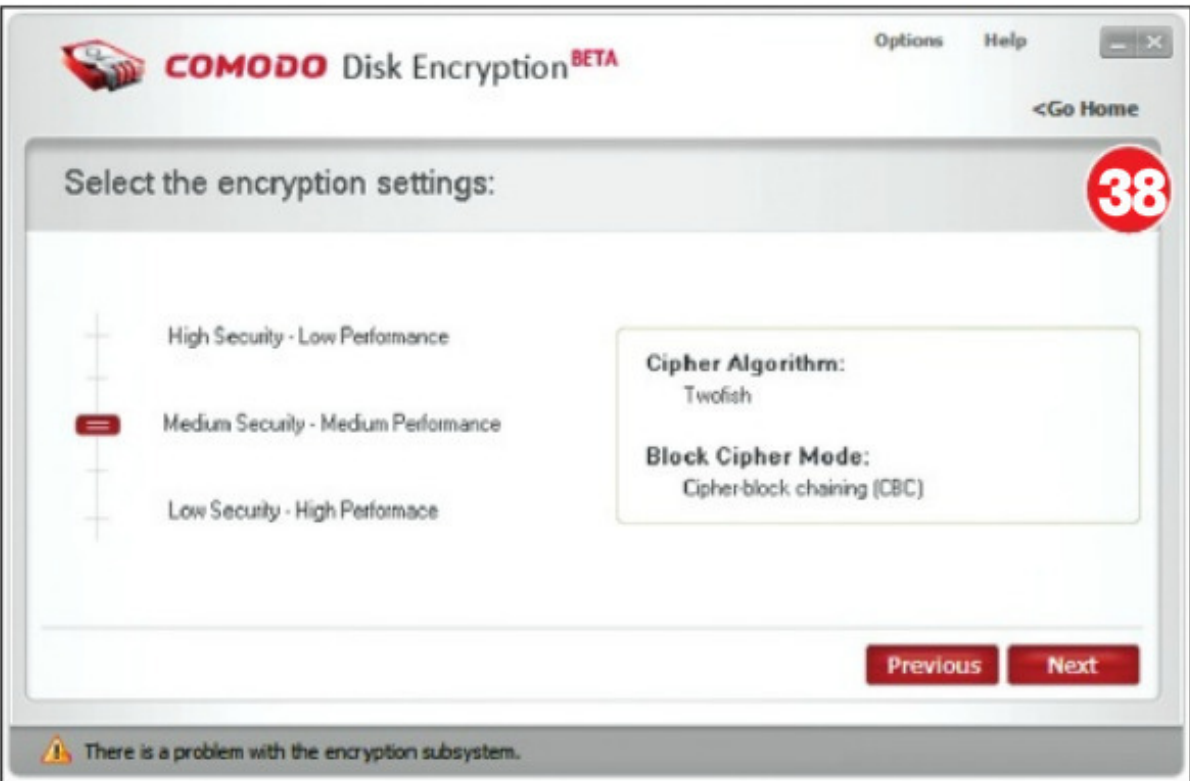 Options Help
COMODO Disk Encryption BETA
<Go Home
Select the encryption settings:
38
High Security - Low Performance
Medium Security - Medium Performance
Low Security - High Performace
Cipher Algorithm:
Twofish
Block Cipher Mode:
Cipher-block chaining (CBC)
Previous Next
There is a problem with the encryption subsystem.